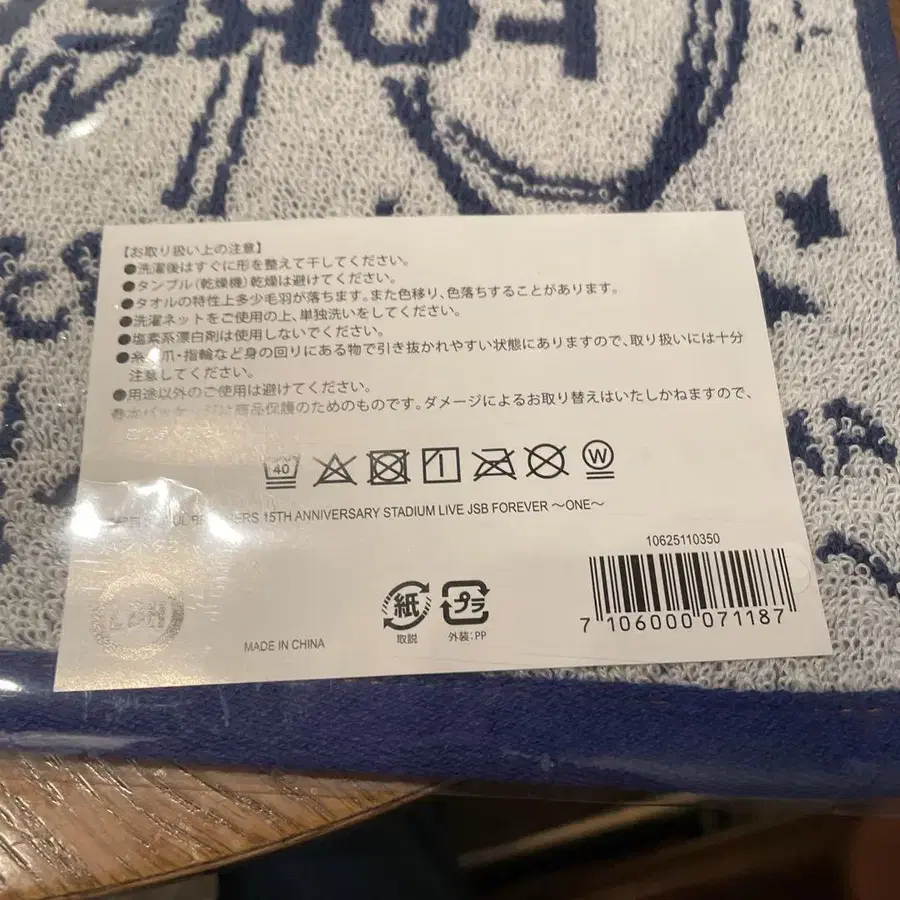 FOR
【お取り扱い上の注意】
●洗濯後はすぐに形を整えて干してください。
●タンブル(乾燥機)乾燥は避けてください。
●タオルの特性上多少毛羽が落ちます。また色移り、色落ちすることがあります。
●洗濯ネットをご使用の上、単独洗いをしてください。
●塩素系漂白剤は使用しないでください。
●糸が爪・指輪など身の回りにある物で引き抜かれやすい状態にありますので、取り扱いには十分
注意してください。
●用途以外のご使用は避けてください。
商品保護のためのものです。ダメージによるお取り替えはいたしかねますので、
40
W
15TH ANNIVERSARY STADIUM LIVE JSB FOREVER ～ONE～
10625110350
紙
プラ
取説
外装:PP
7 106000 071187
LDH
MADE IN CHINA